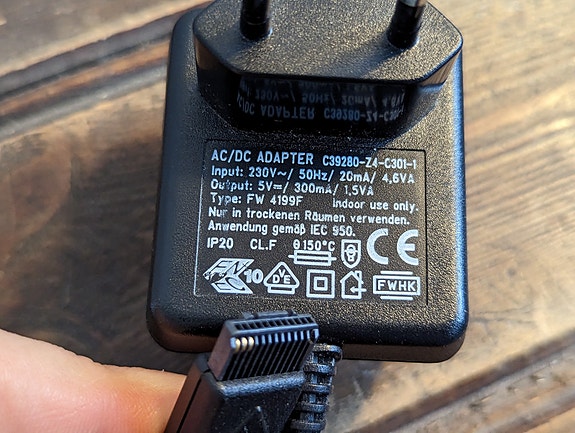 AC/DC ADAPTER C39280-Z4-C301-1
Input: 230V~/ 50Hz/ 20mA/ 4,6VA
Output: 5V⎓/ 300mA/ 1,5VA
Type: FW 4199F Indoor use only.
Nur in trockenen Räumen verwenden.
Anwendung gemäß IEC 950.
IP20 CL.F ϑ150°C CE
10 VDE FWHK